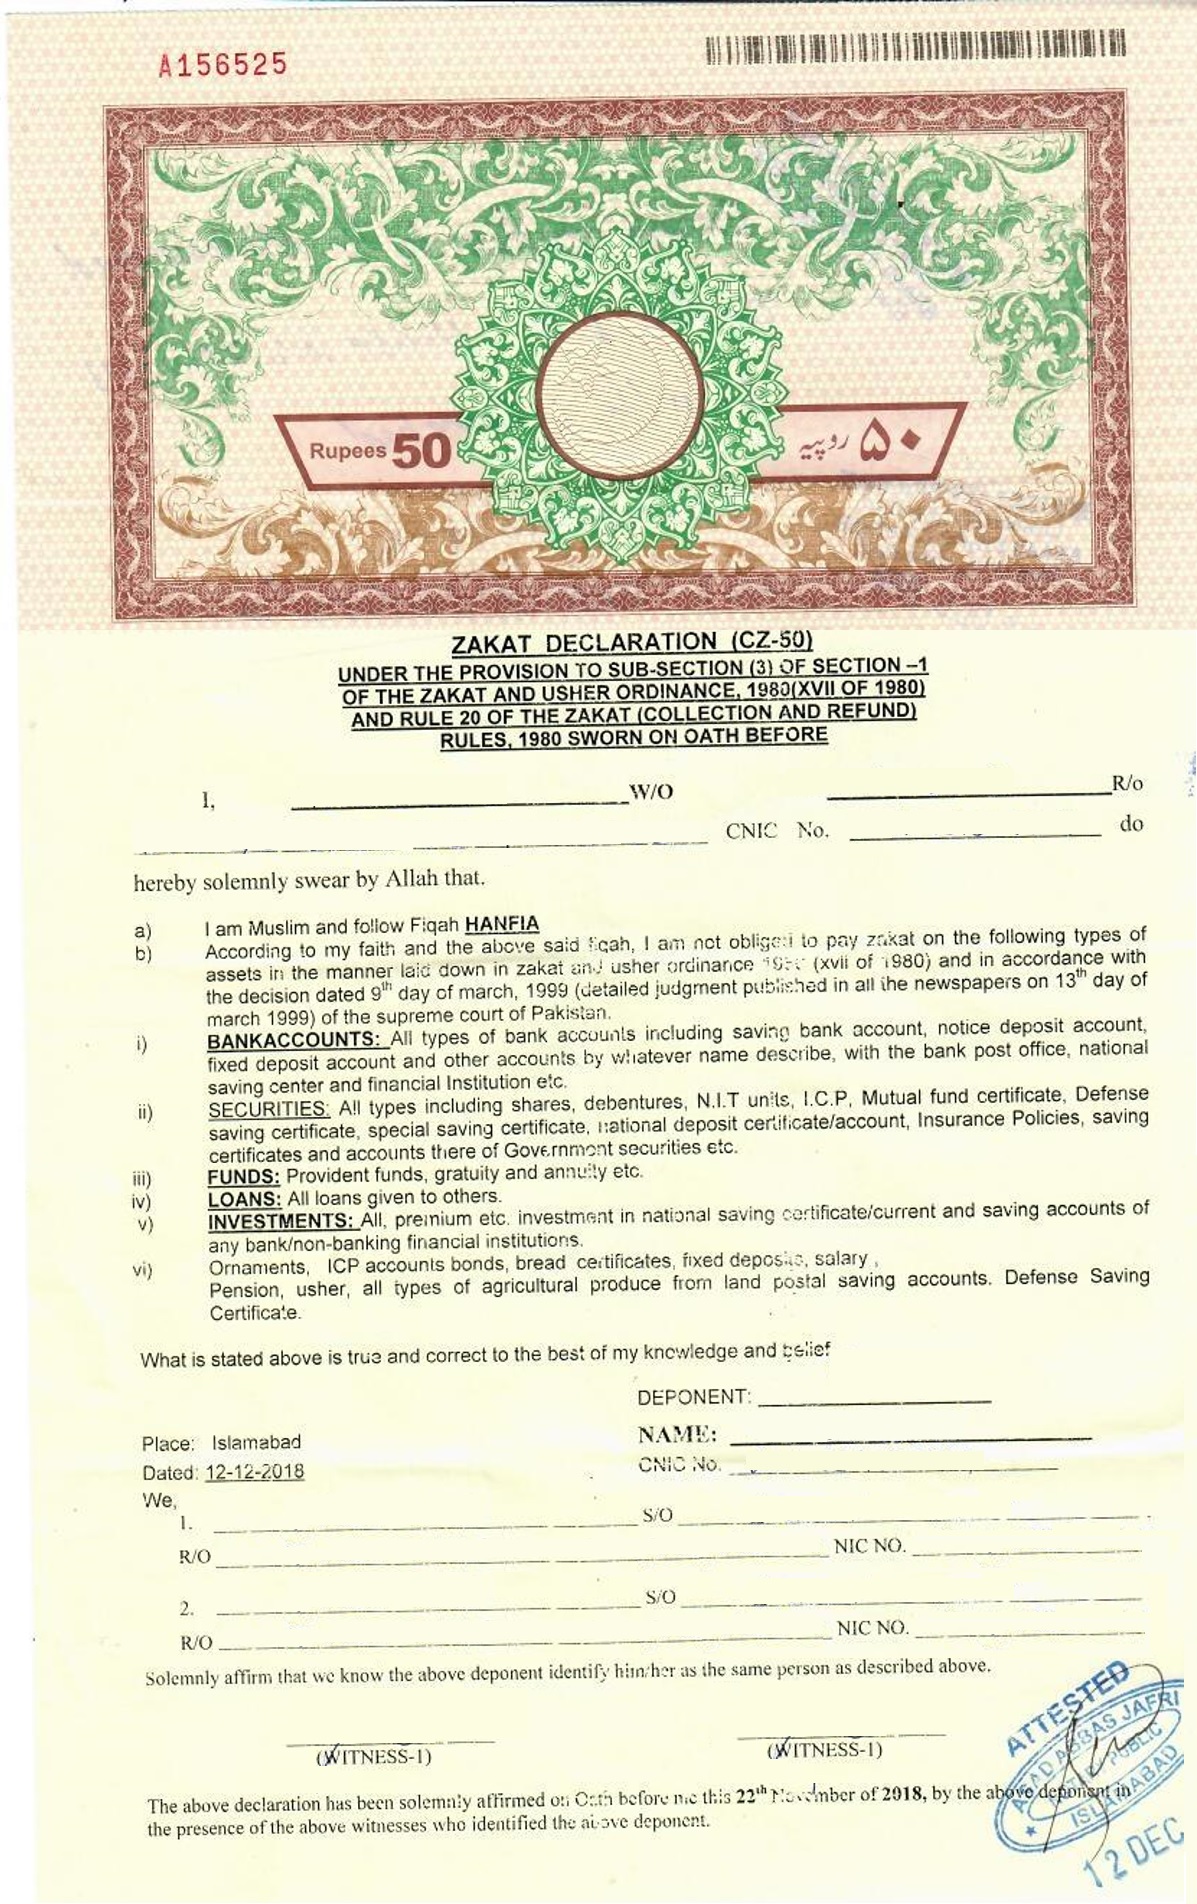 A156525
Rupees 50
۵۰ روپیہ
ZAKAT DECLARATION (CZ-50)
UNDER THE PROVISION TO SUB-SECTION (3) OF SECTION –1
OF THE ZAKAT AND USHER ORDINANCE, 1980(XVII OF 1980)
AND RULE 20 OF THE ZAKAT (COLLECTION AND REFUND)
RULES, 1980 SWORN ON OATH BEFORE
I, W/O R/o
CNIC No. do
hereby solemnly swear by Allah that.
a) I am Muslim and follow Fiqah HANFIA
b) According to my faith and the above said fiqah, I am not obliged to pay zakat on the following types of
assets in the manner laid down in zakat and usher ordinance 1980 (xvii of 1980) and in accordance with
the decision dated 9th day of march, 1999 (detailed judgment published in all the newspapers on 13th day of
march 1999) of the supreme court of Pakistan.
i) BANKACCOUNTS: All types of bank accounts including saving bank account, notice deposit account,
fixed deposit account and other accounts by whatever name describe, with the bank post office, national
saving center and financial Institution etc.
ii) SECURITIES: All types including shares, debentures, N.I.T units, I.C.P, Mutual fund certificate, Defense
saving certificate, special saving certificate, national deposit certificate/account, Insurance Policies, saving
certificates and accounts there of Government securities etc.
iii) FUNDS: Provident funds, gratuity and annuity etc.
iv) LOANS: All loans given to others.
v) INVESTMENTS: All, premium etc. investment in national saving certificate/current and saving accounts of
any bank/non-banking financial institutions.
vi) Ornaments, ICP accounts bonds, bread certificates, fixed deposits, salary,
Pension, usher, all types of agricultural produce from land postal saving accounts. Defense Saving
Certificate.
What is stated above is true and correct to the best of my knowledge and belief
DEPONENT:
Place: Islamabad NAME:
Dated: 12-12-2018 CNIC No.
We,
1. S/O
R/O NIC NO.
2. S/O
R/O NIC NO.
Solemnly affirm that we know the above deponent identify him/her as the same person as described above.
(WITNESS-1) (WITNESS-1)
The above declaration has been solemnly affirmed on Oath before me this 22th November of 2018, by the above deponent in
the presence of the above witnesses who identified the above deponent.
ATTESTED
ABBAS JAFRI
PUBLIC
ISLAMABAD
12 DEC